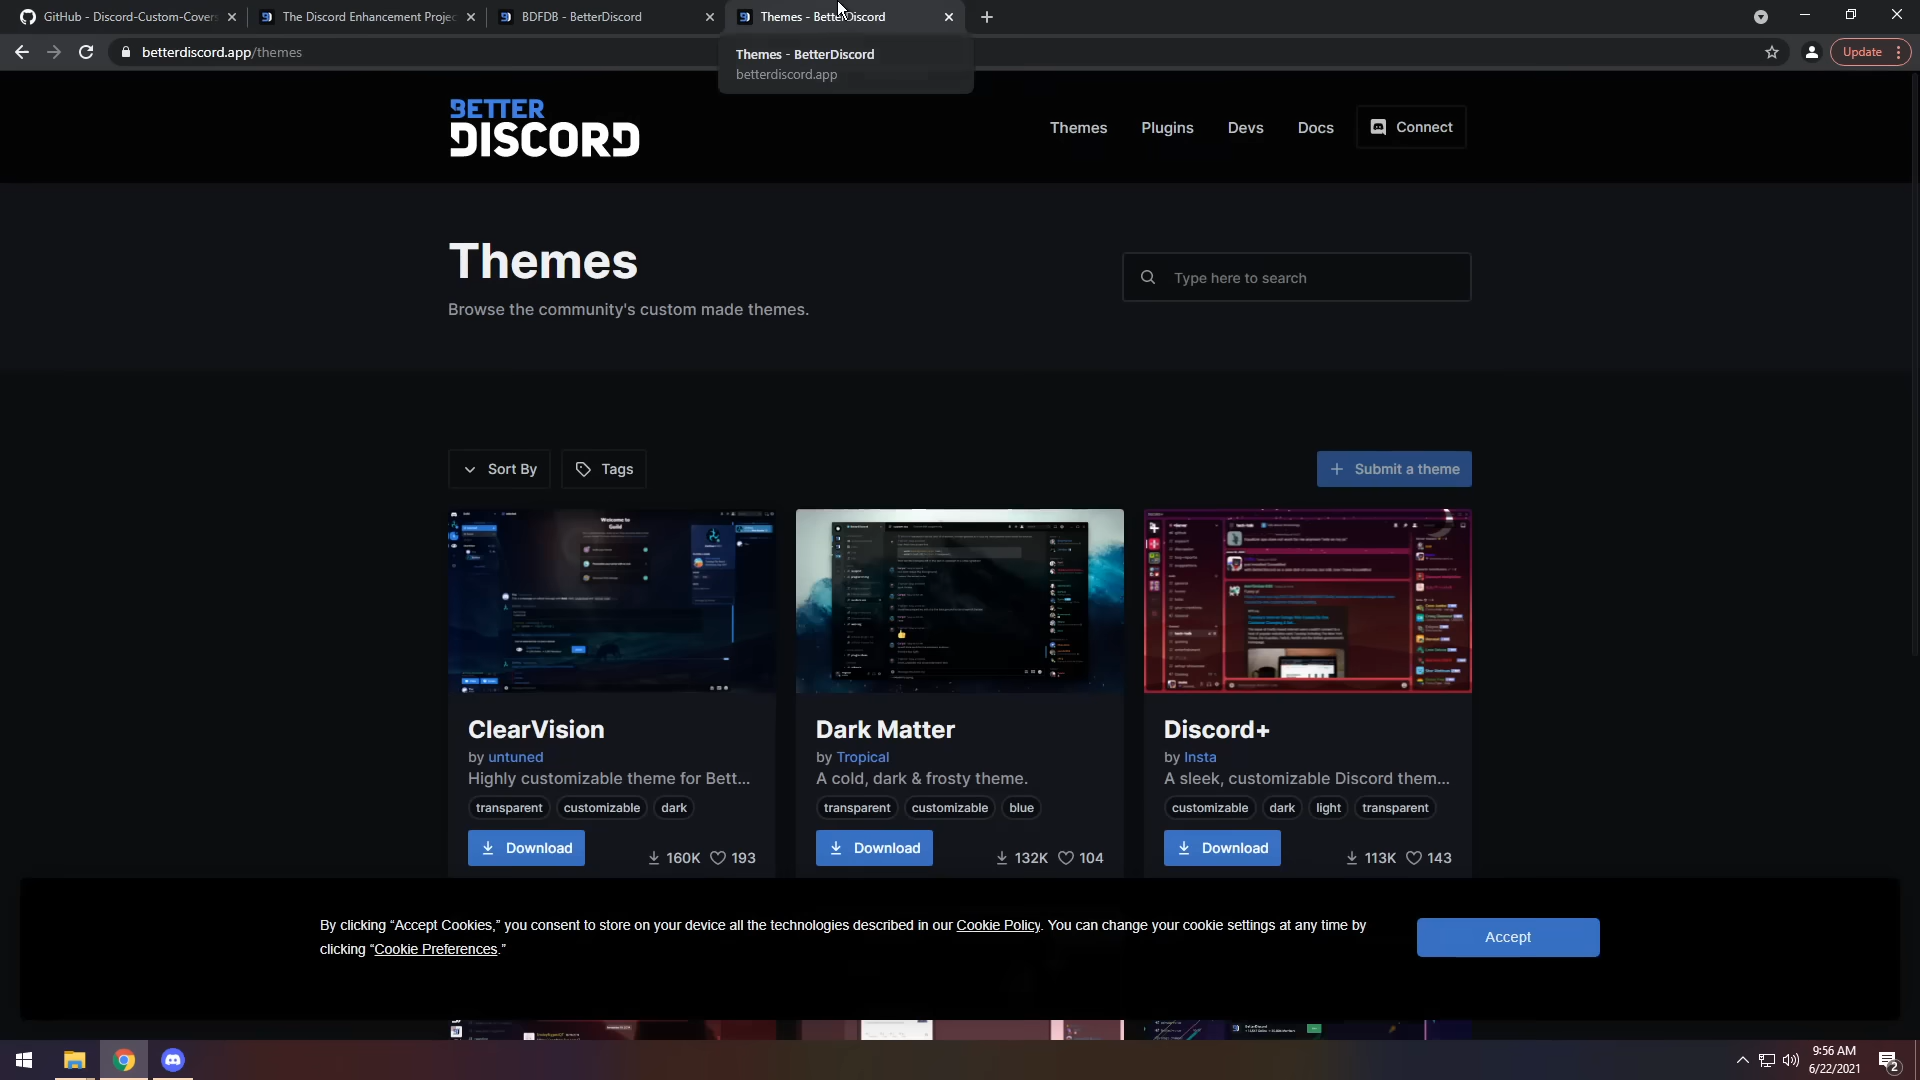 GitHub - Discord-Custom-Covers
The Discord Enhancement Projec
BDFDB - BetterDiscord
Themes - BetterDiscord
betterdiscord.app/themes
Update
Themes - BetterDiscord
betterdiscord.app
BETTER
DISCORD
Themes
Plugins
Devs
Docs
Connect
Themes
Type here to search
Browse the community's custom made themes.
Sort By
Tags
+ Submit a theme
Welcome to
Guild
ClearVision
by untuned
Highly customizable theme for Bett...
transparent
customizable
dark
Download
160K
193
Dark Matter
by Tropical
A cold, dark & frosty theme.
transparent
customizable
blue
Download
132K
104
Discord+
by Insta
A sleek, customizable Discord them...
customizable
dark
light
transparent
Download
113K
143
By clicking “Accept Cookies,” you consent to store on your device all the technologies described in our Cookie Policy. You can change your cookie settings at any time by
clicking “Cookie Preferences.”
Accept
9:56 AM
6/22/2021
2